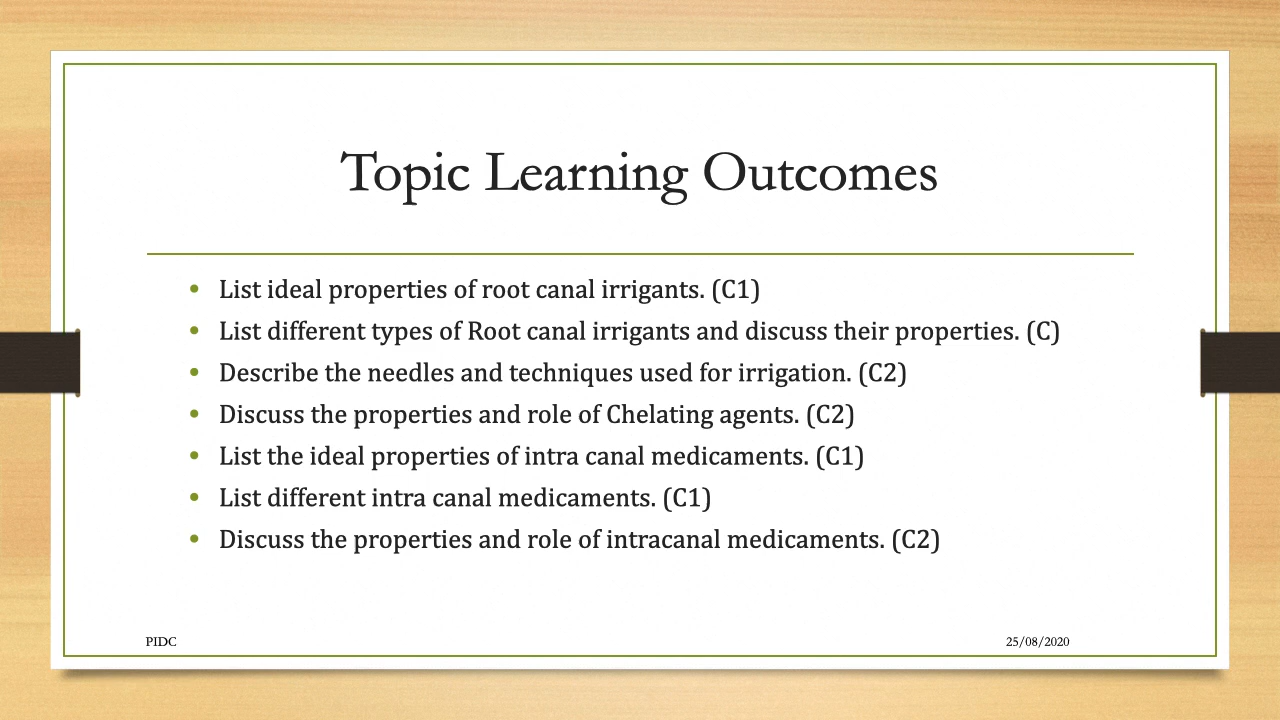 Topic Learning Outcomes
• List ideal properties of root canal irrigants. (C1)
• List different types of Root canal irrigants and discuss their properties. (C)
• Describe the needles and techniques used for irrigation. (C2)
• Discuss the properties and role of Chelating agents. (C2)
• List the ideal properties of intra canal medicaments. (C1)
• List different intra canal medicaments. (C1)
• Discuss the properties and role of intracanal medicaments. (C2)
PIDC
25/08/2020